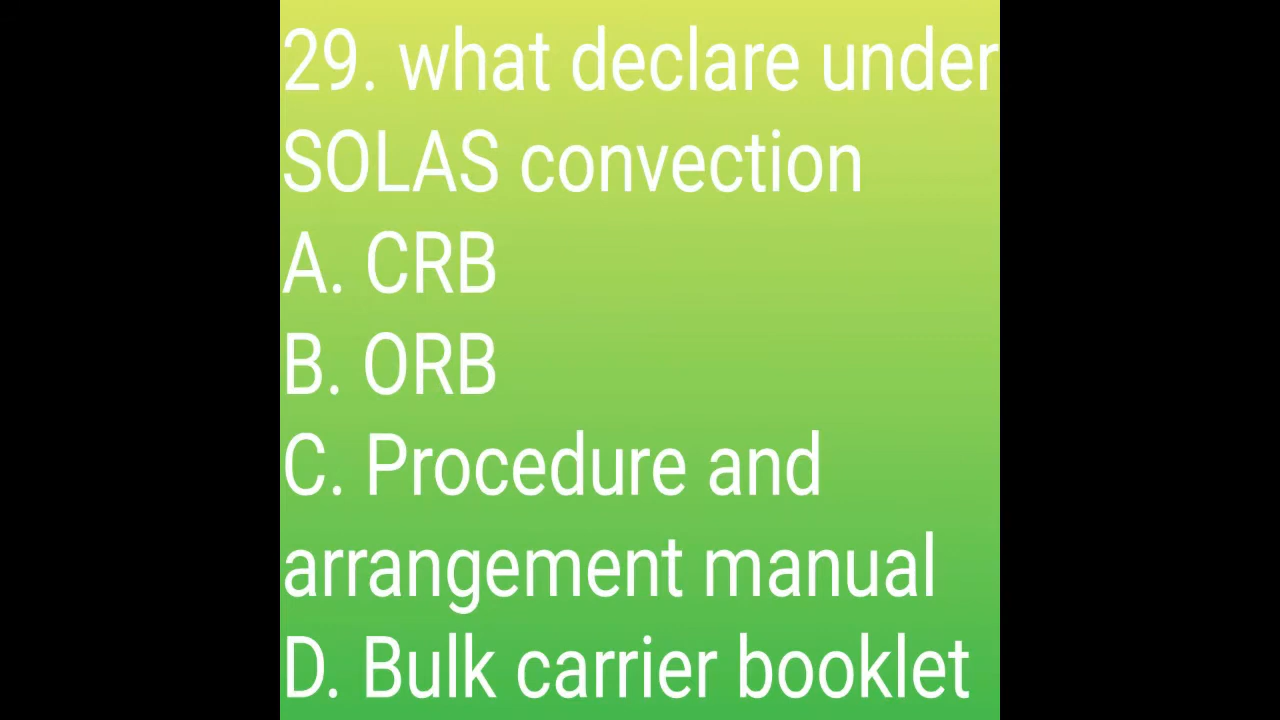 29. what declare under
SOLAS convection
A. CRB
B. ORB
C. Procedure and
arrangement manual
D. Bulk carrier booklet